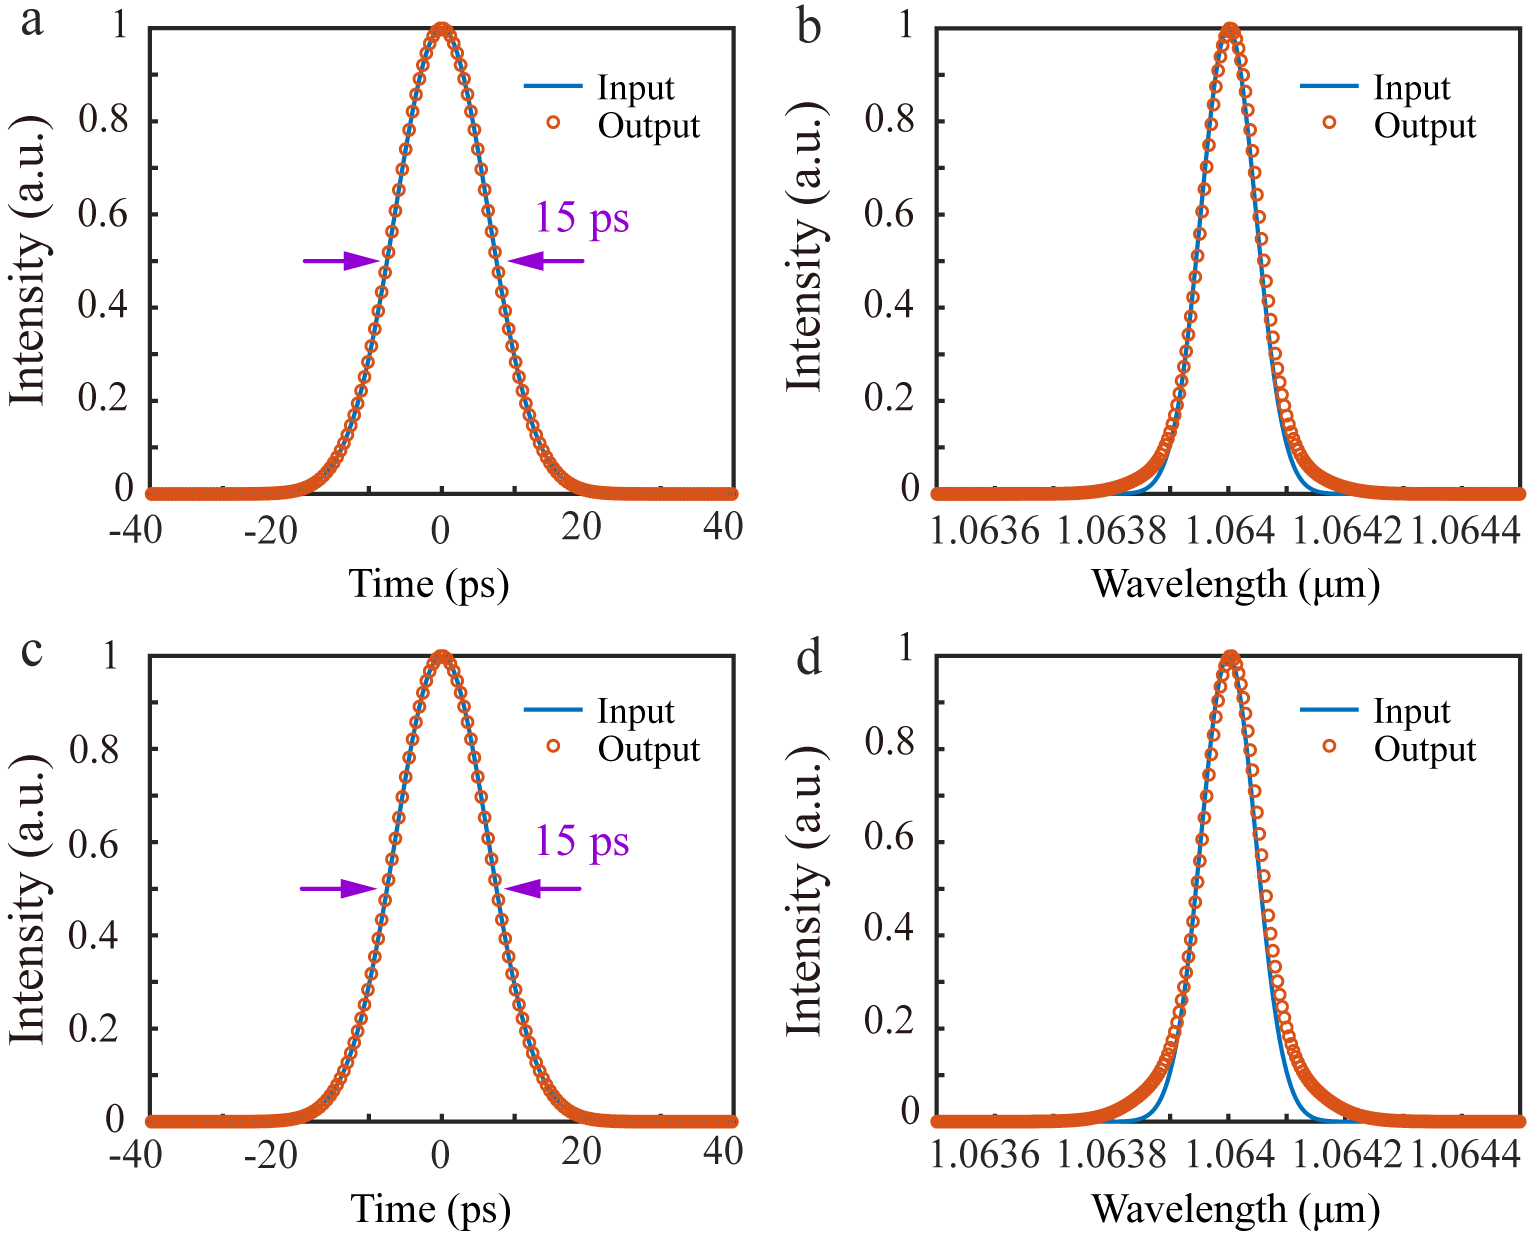 a
1
0.8
0.6
0.4
0.2
0
Intensity (a.u.)
Input
Output
15 ps
-40 -20 0 20 40
Time (ps)
b
1
0.8
0.6
0.4
0.2
0
Intensity (a.u.)
Input
Output
1.0636 1.0638 1.064 1.0642 1.0644
Wavelength (μm)
c
1
0.8
0.6
0.4
0.2
0
Intensity (a.u.)
Input
Output
15 ps
-40 -20 0 20 40
Time (ps)
d
1
0.8
0.6
0.4
0.2
0
Intensity (a.u.)
Input
Output
1.0636 1.0638 1.064 1.0642 1.0644
Wavelength (μm)